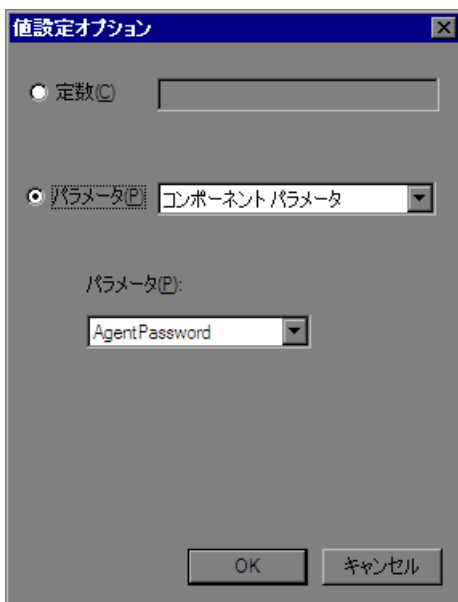 値設定オプション
定数(C)
パラメータ(P) コンポーネント パラメータ
パラメータ(P):
AgentPassword
OK キャンセル